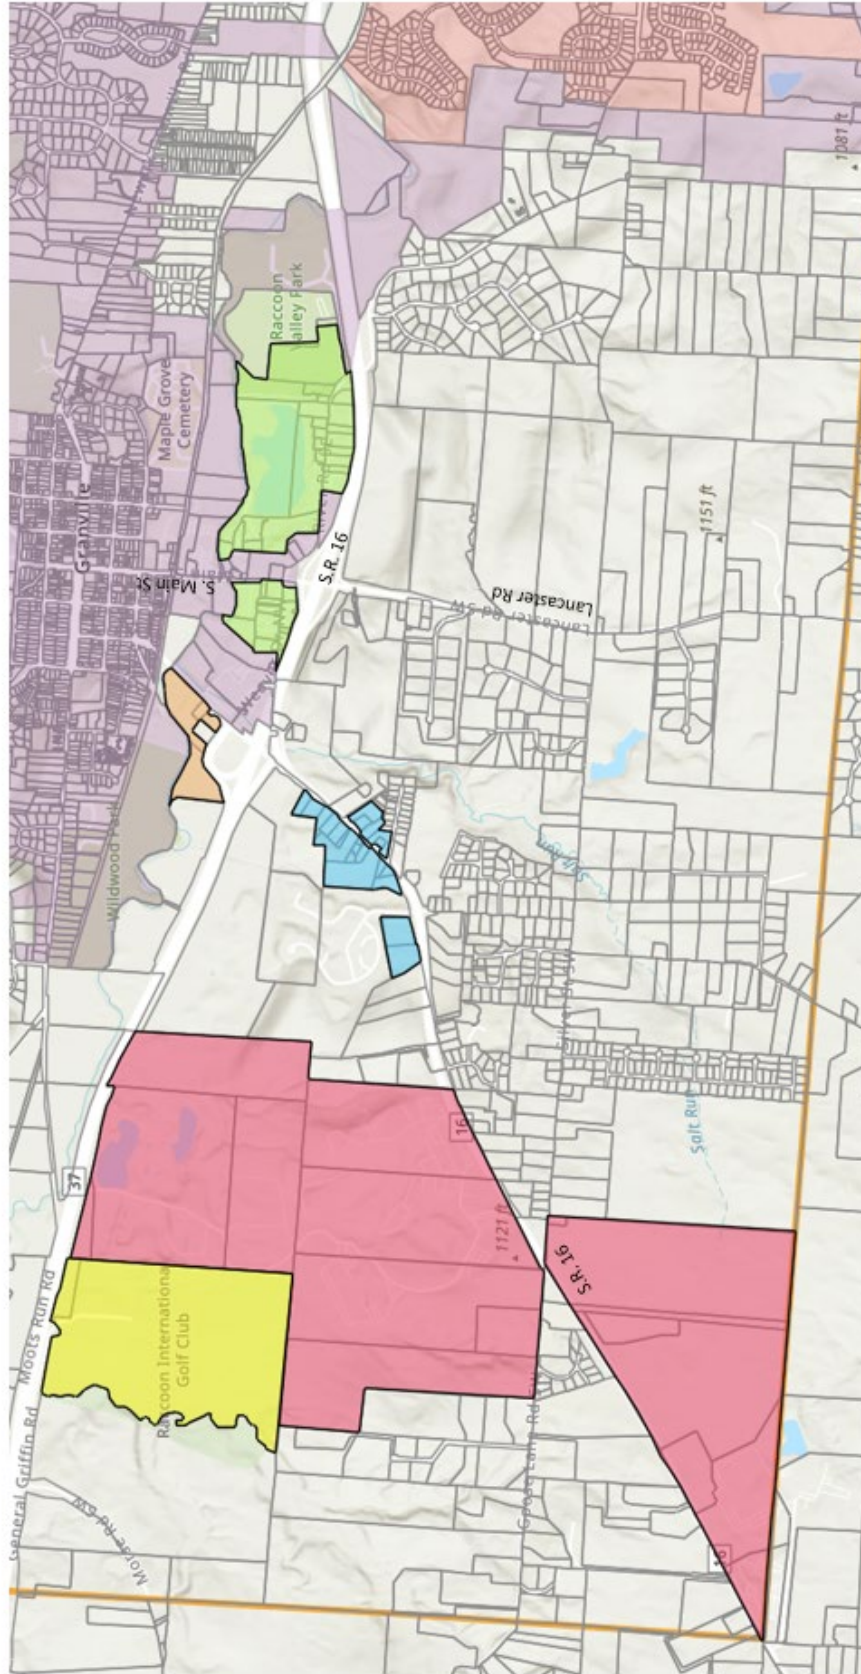 Granville
Maple Grove
Cemetery
Raccoon
Valley Park
1081 ft
S. Main St
S.R. 16
Lancaster Rd
Lancaster Rd SW
1151 ft
Wildwood Park
Salt Run
37
16
1121 ft
S.R. 16
Moots Run Rd
Raccoon International
Golf Club
General Griffin Rd
Morse Rd SW